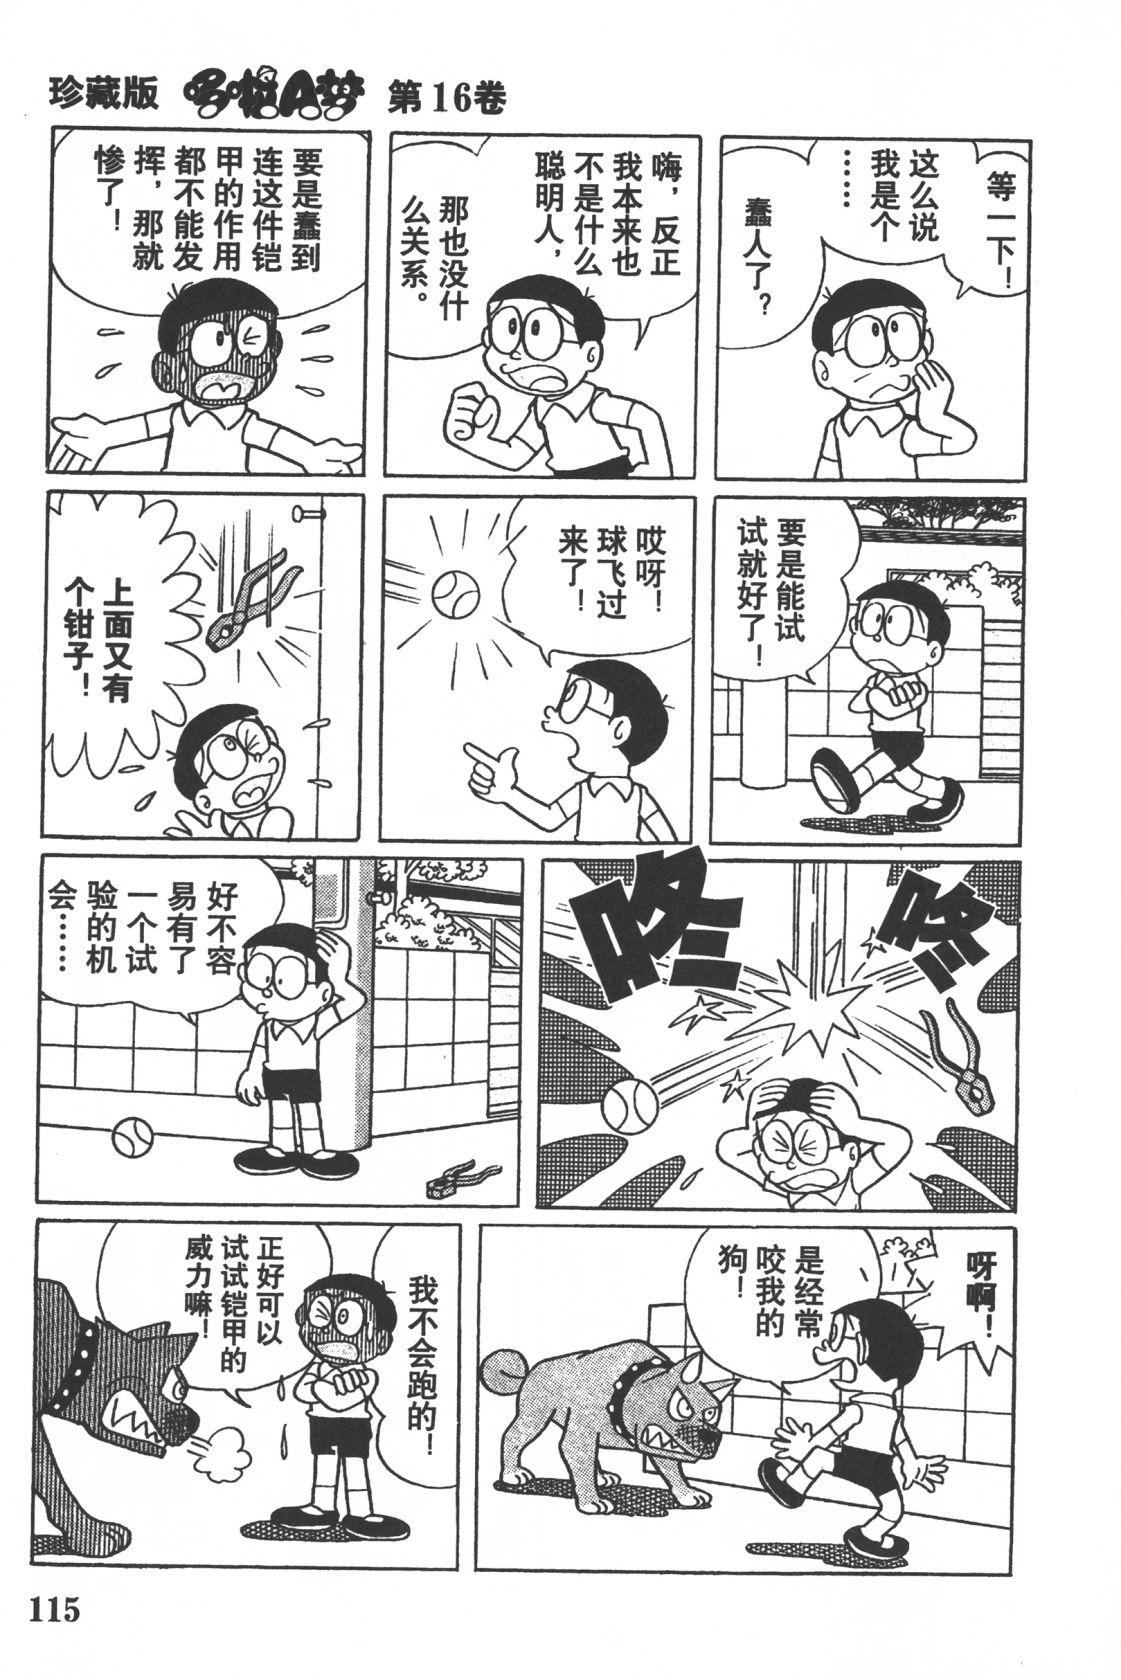 珍藏版 哆啦A梦 第16卷
等一下！
这么说
我是个
……
蠢人了？
嗨，反正
我本来也
不是什么
聪明人，
那也没什
么关系。
要是蠢到
连这件铠
甲的作用
都不能发
挥，那就
惨了！
要是能试
试就好了！
哎呀！
球飞过
来了！
上面又有
个钳子！
咚
咚
好不容
易有了
一个试
验的机
会……
呀啊！
是经常
咬我的
狗！
我不会跑的！
正好可以
试试铠甲的
威力嘛！
115